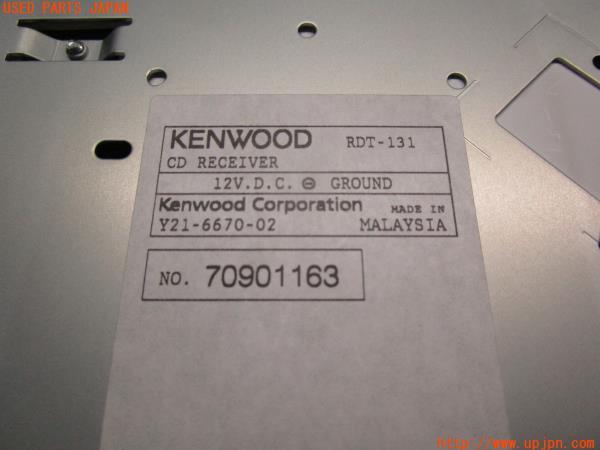 USED PARTS JAPAN
KENWOOD RDT-131
CD RECEIVER
12V.D.C. ⊖ GROUND
Kenwood Corporation MADE IN
Y21-6670-02 MALAYSIA
NO. 70901163
http://www.upjpn.com/